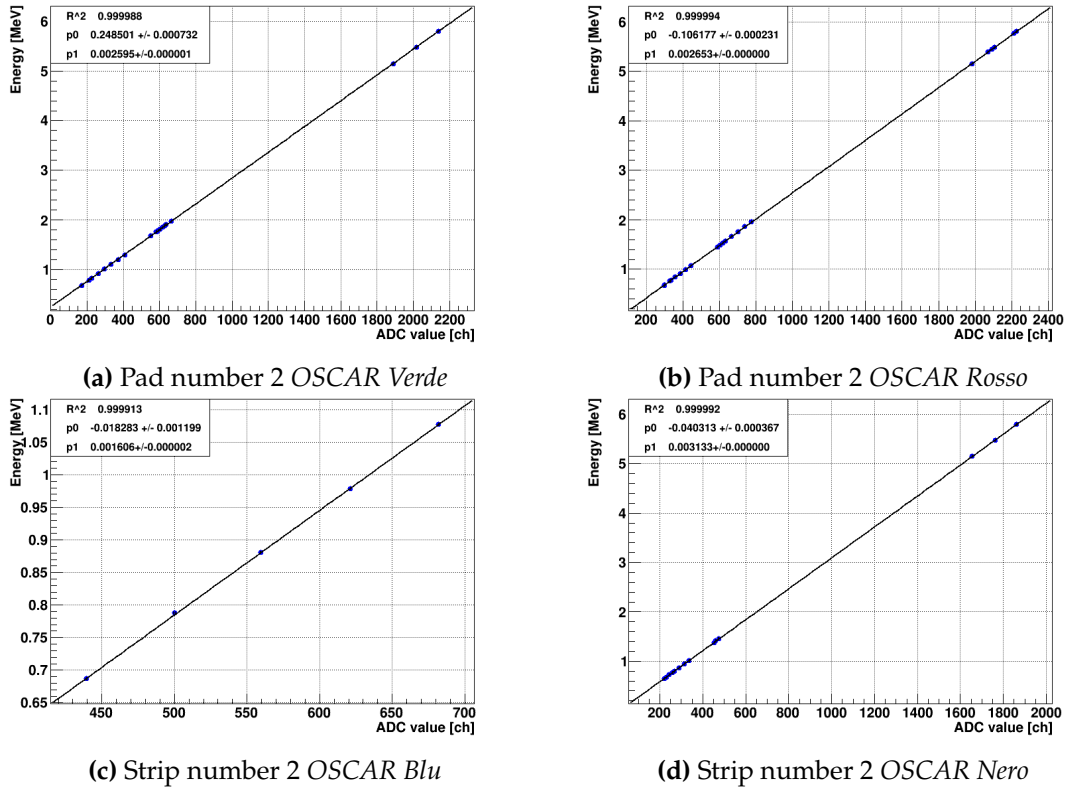 R^2 0.999988
p0 0.248501 +/- 0.000732
p1 0.002595+/-0.000001
Energy [MeV]
6
5
4
3
2
1
0 200 400 600 800 1000 1200 1400 1600 1800 2000 2200
ADC value [ch]
(a) Pad number 2 OSCAR Verde
R^2 0.999994
p0 -0.106177 +/- 0.000231
p1 0.002653+/-0.000000
Energy [MeV]
6
5
4
3
2
1
200 400 600 800 1000 1200 1400 1600 1800 2000 2200 2400
ADC value [ch]
(b) Pad number 2 OSCAR Rosso
R^2 0.999913
p0 -0.018283 +/- 0.001199
p1 0.001606+/-0.000002
Energy [MeV]
1.1
1.05
1
0.95
0.9
0.85
0.8
0.75
0.7
0.65
450 500 550 600 650 700
ADC value [ch]
(c) Strip number 2 OSCAR Blu
R^2 0.999992
p0 -0.040313 +/- 0.000367
p1 0.003133+/-0.000000
Energy [MeV]
6
5
4
3
2
1
200 400 600 800 1000 1200 1400 1600 1800 2000
ADC value [ch]
(d) Strip number 2 OSCAR Nero